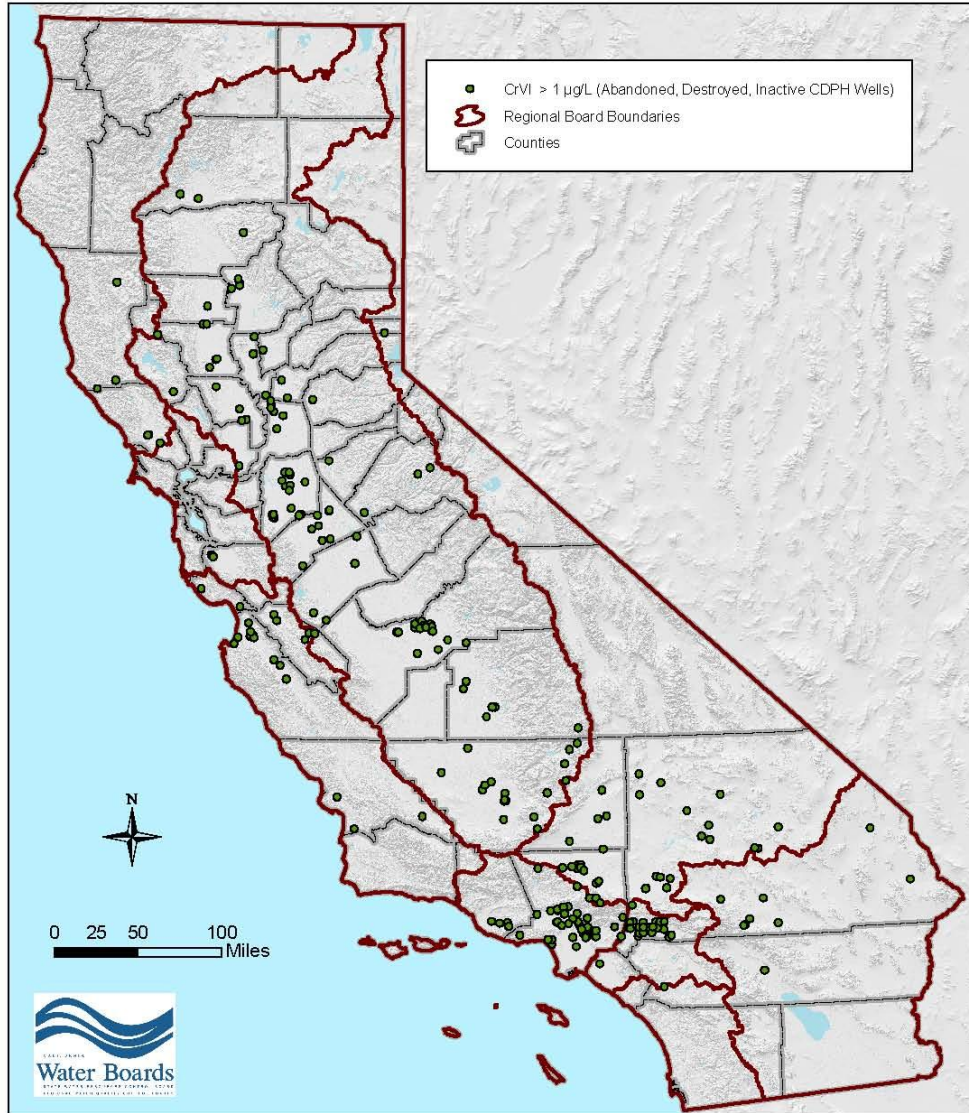 CrVI > 1 µg/L (Abandoned, Destroyed, Inactive CDPH Wells)
Regional Board Boundaries
Counties
N
0 25 50 100
Miles
CALIFORNIA
Water Boards